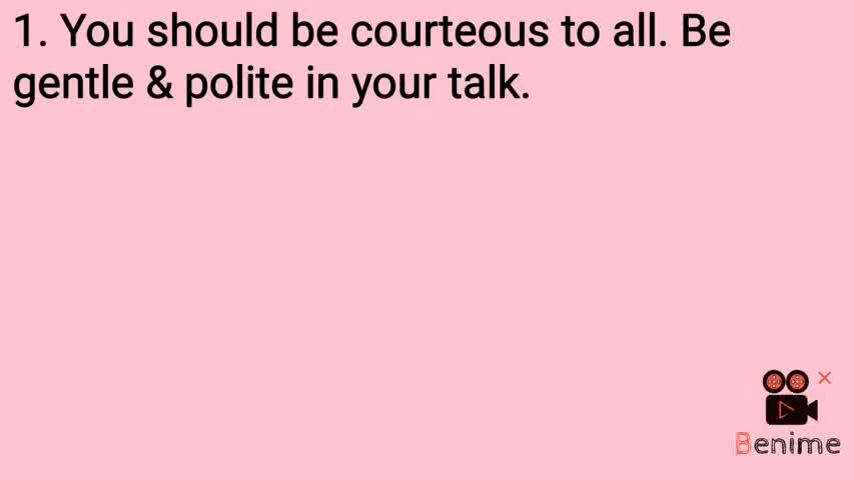 1. You should be courteous to all. Be
gentle & polite in your talk.
Benime